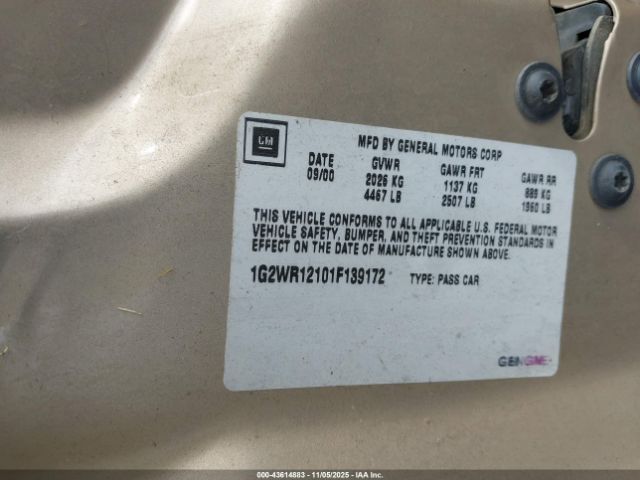 GM
MFD BY GENERAL MOTORS CORP
DATE GVWR GAWR FRT GAWR RR
09/00 2026 KG 1137 KG 889 KG
4467 LB 2507 LB 1960 LB
THIS VEHICLE CONFORMS TO ALL APPLICABLE U.S. FEDERAL MOTOR
VEHICLE SAFETY, BUMPER, AND THEFT PREVENTION STANDARDS IN
EFFECT ON THE DATE OF MANUFACTURE SHOWN ABOVE.
1G2WR12101F139172 TYPE: PASS CAR
000-43614883 - 11/05/2025 - IAAI.COM